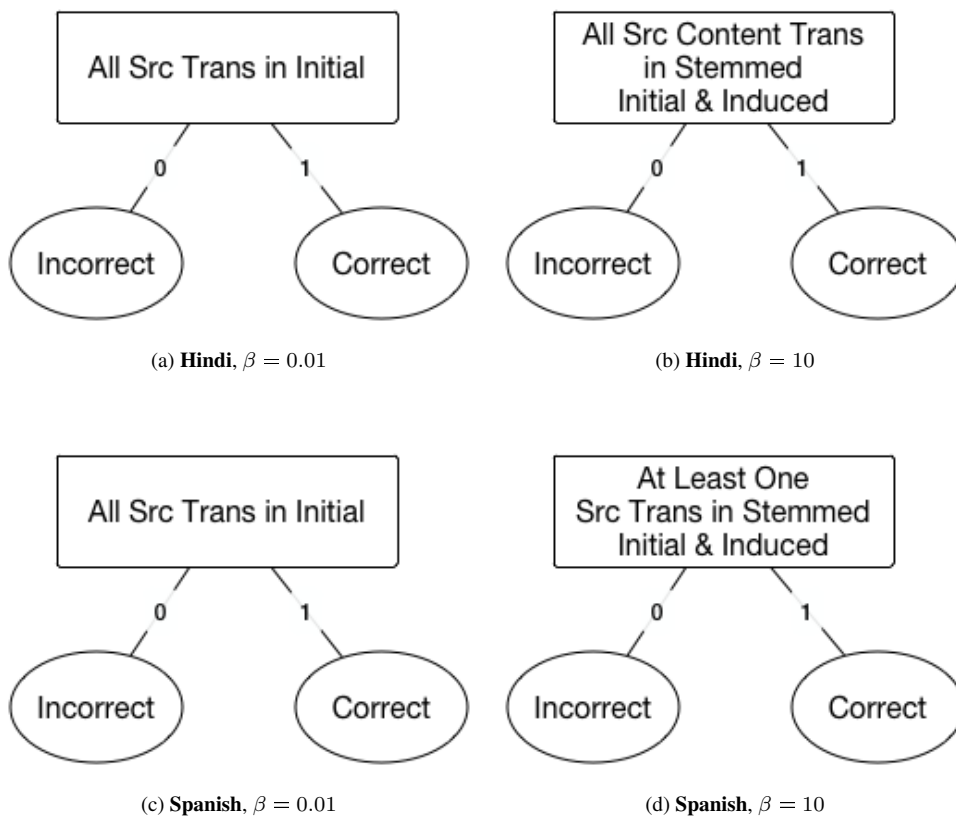 All Src Trans in Initial
0
1
Incorrect
Correct
(a) Hindi, β = 0.01
All Src Content Trans
in Stemmed
Initial & Induced
0
1
Incorrect
Correct
(b) Hindi, β = 10
All Src Trans in Initial
0
1
Incorrect
Correct
(c) Spanish, β = 0.01
At Least One
Src Trans in Stemmed
Initial & Induced
0
1
Incorrect
Correct
(d) Spanish, β = 10